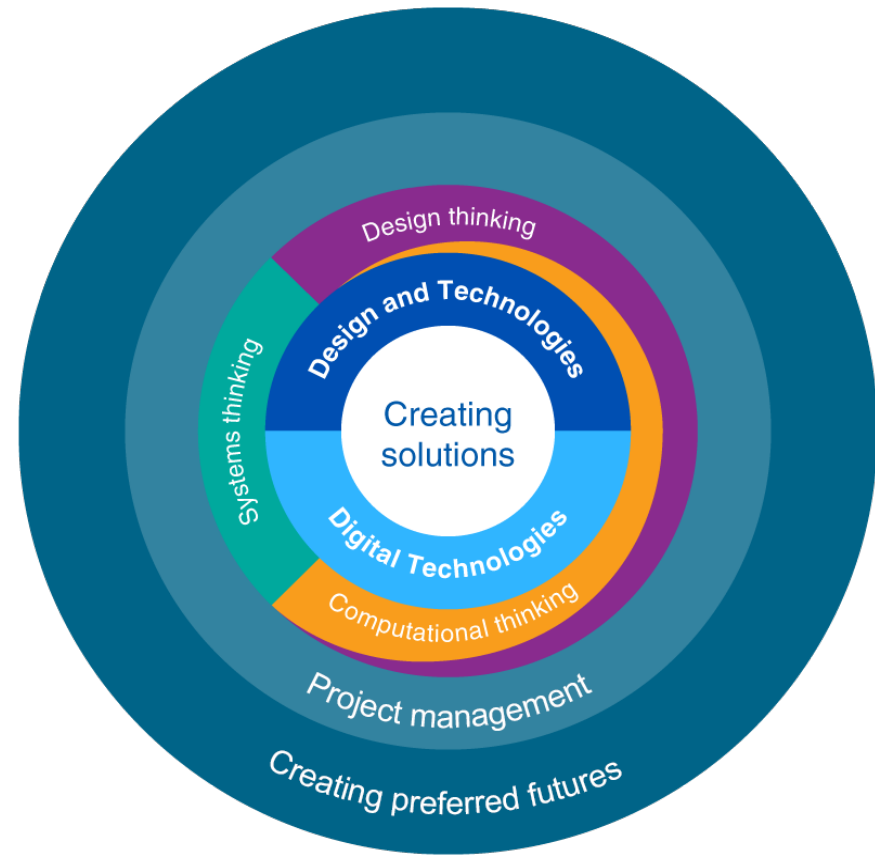 Design thinking
Design and Technologies
Systems thinking
Creating
solutions
Digital Technologies
Computational thinking
Project management
Creating preferred futures